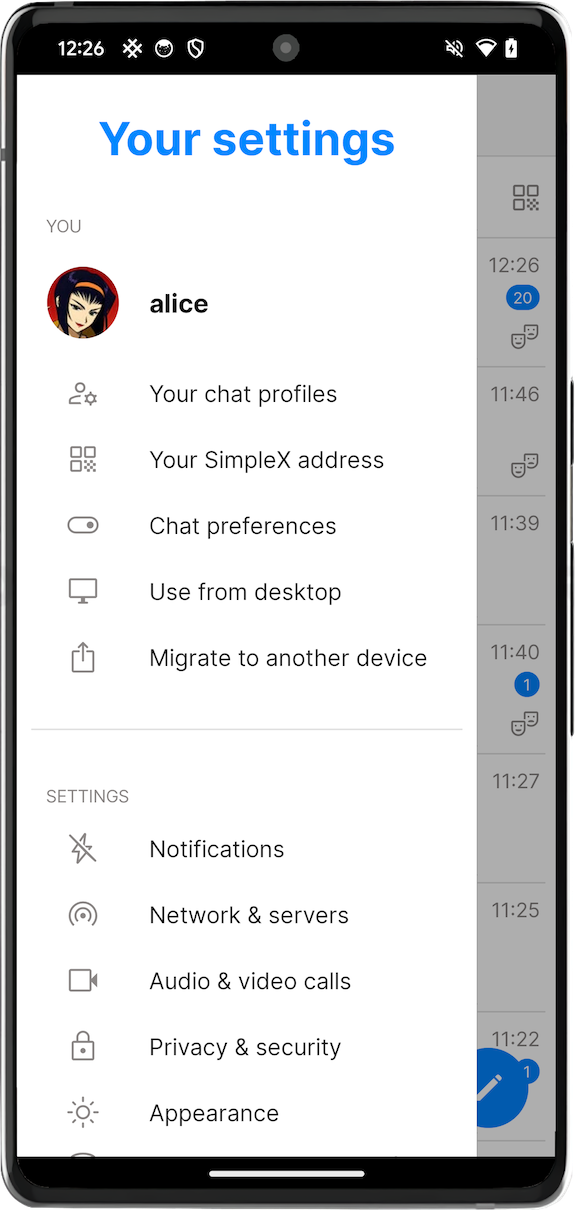 12:26
Your settings
YOU
alice
Your chat profiles
Your SimpleX address
Chat preferences
Use from desktop
Migrate to another device
SETTINGS
Notifications
Network & servers
Audio & video calls
Privacy & security
Appearance
12:26
20
11:46
11:39
11:40
1
11:27
11:25
11:22
1